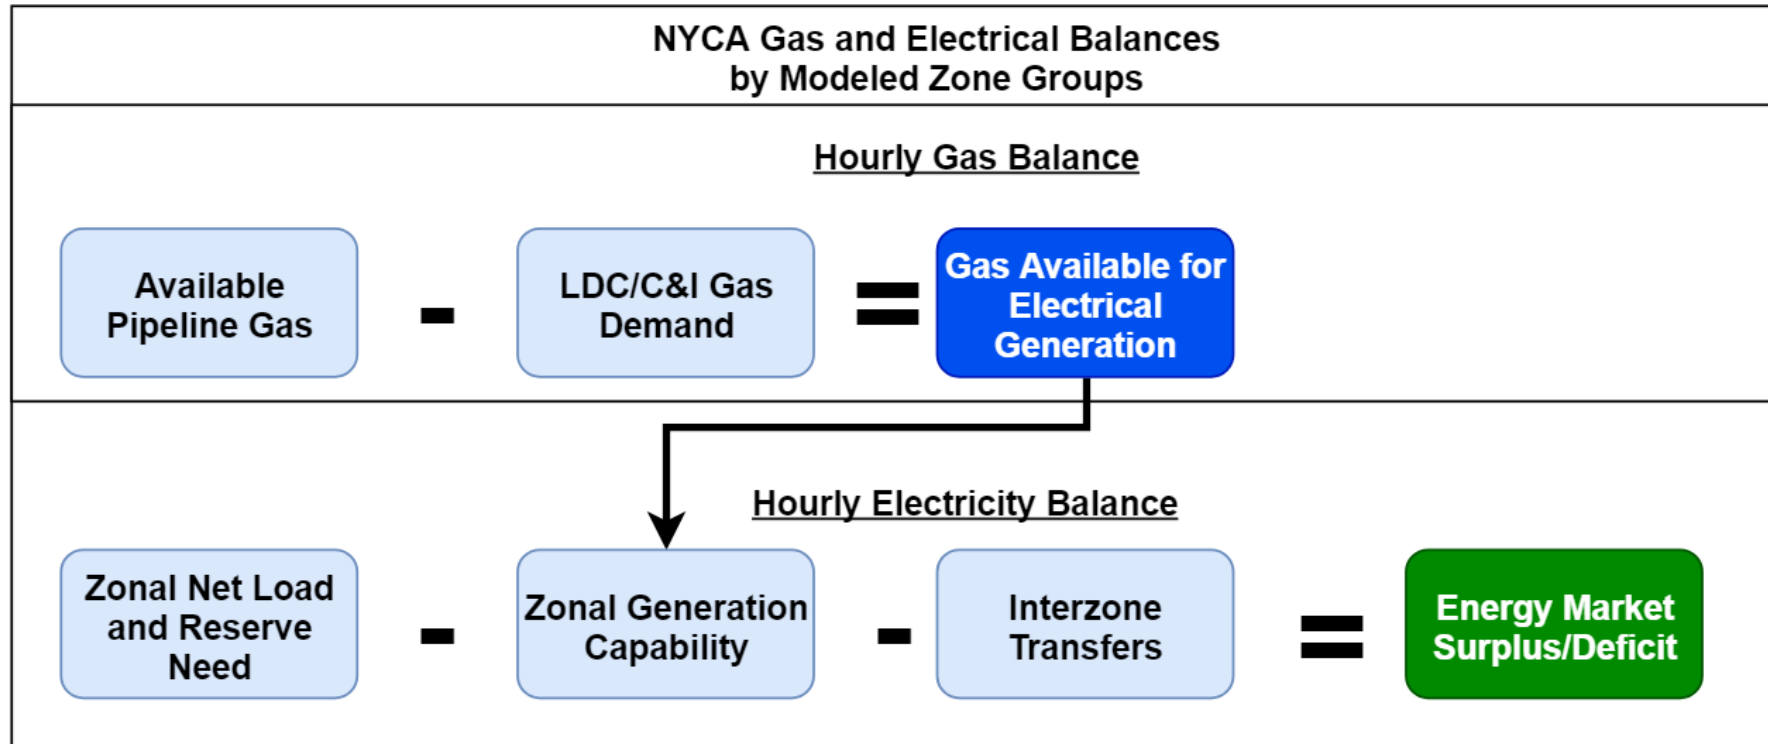 NYCA Gas and Electrical Balances
by Modeled Zone Groups
Hourly Gas Balance
Available
Pipeline Gas
-
LDC/C&I Gas
Demand
=
Gas Available for
Electrical
Generation
Hourly Electricity Balance
Zonal Net Load
and Reserve
Need
-
Zonal Generation
Capability
-
Interzone
Transfers
=
Energy Market
Surplus/Deficit